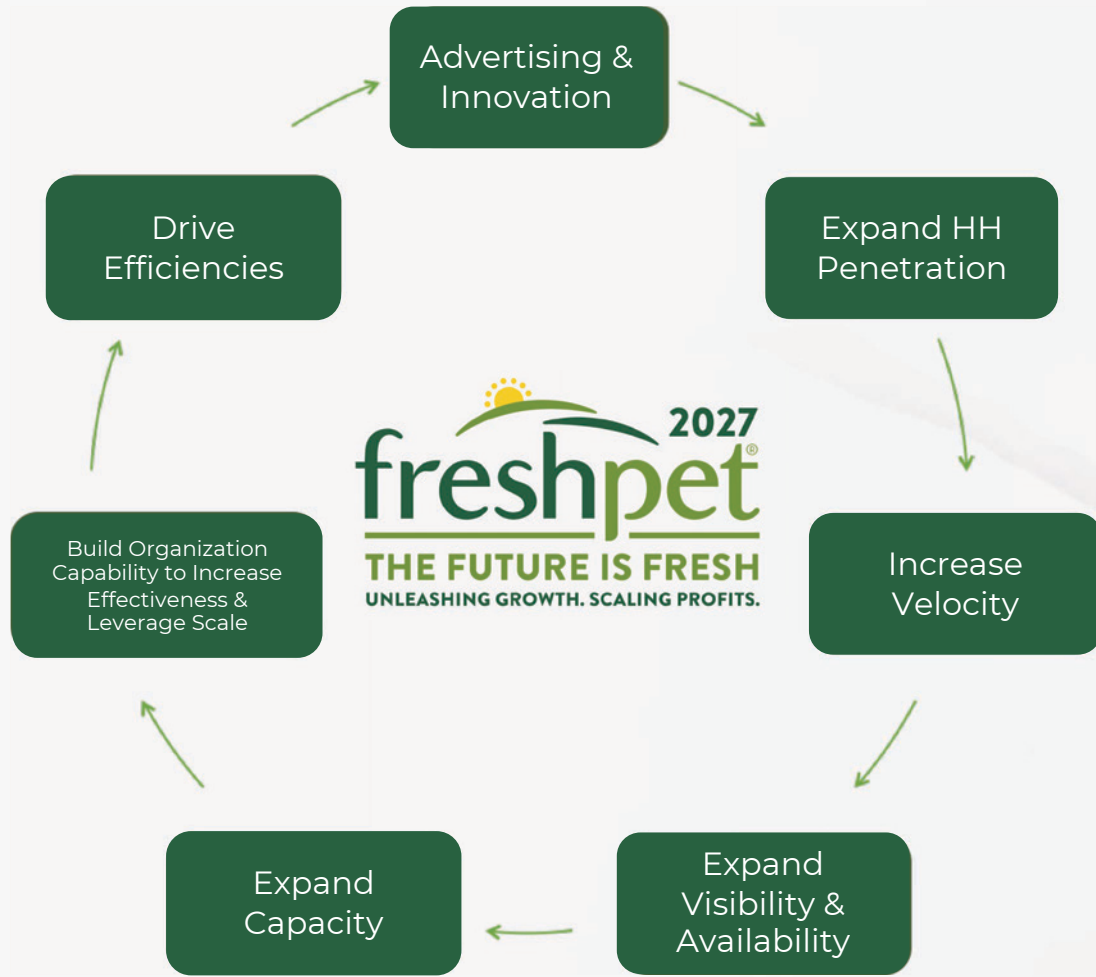 Advertising &
Innovation
Expand HH
Penetration
Increase
Velocity
Expand
Visibility &
Availability
Expand
Capacity
Build Organization
Capability to Increase
Effectiveness &
Leverage Scale
Drive
Efficiencies
2027
freshpet®
THE FUTURE IS FRESH
UNLEASHING GROWTH. SCALING PROFITS.